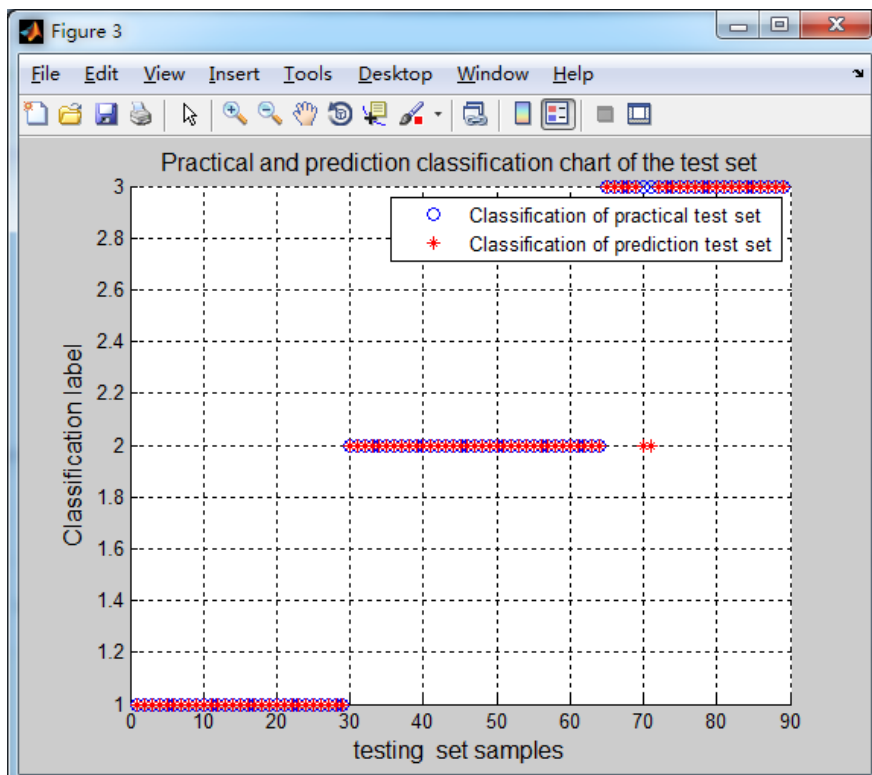 Figure 3
File Edit View Insert Tools Desktop Window Help
Practical and prediction classification chart of the test set
3
2.8
2.6
2.4
2.2
2
1.8
1.6
1.4
1.2
1
Classification label
Classification of practical test set
Classification of prediction test set
0 10 20 30 40 50 60 70 80 90
testing set samples